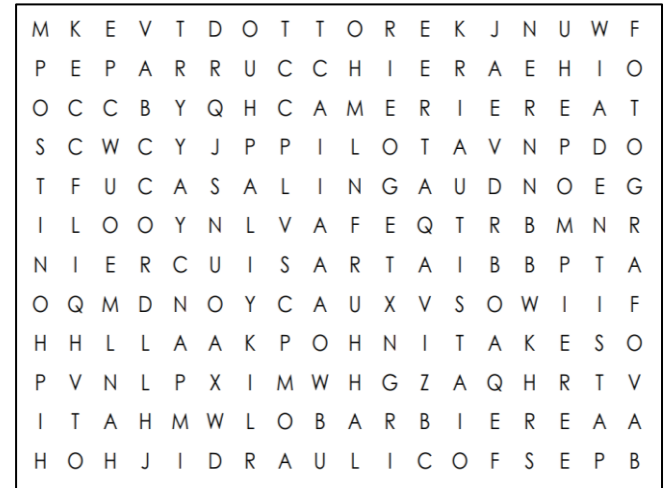 M K E V T D O T T O R E K J N U W F
P E P A R R U C C H I E R A E H I O
O C C B Y Q H C A M E R I E R E A T
S C W C Y J P P I L O T A V N P D O
T F U C A S A L I N G A U D N O E G
I L O O Y N L V A F E Q T R B M N R
N I E R C U I S A R T A I B B P T A
O Q M D N O Y C A U X V S O W I I F
H H L L A A K P O H N I T A K E S O
P V N L P X I M W H G Z A Q H R T V
I T A H M W L O B A R B I E R E A A
H O H J I D R A U L I C O F S E P B